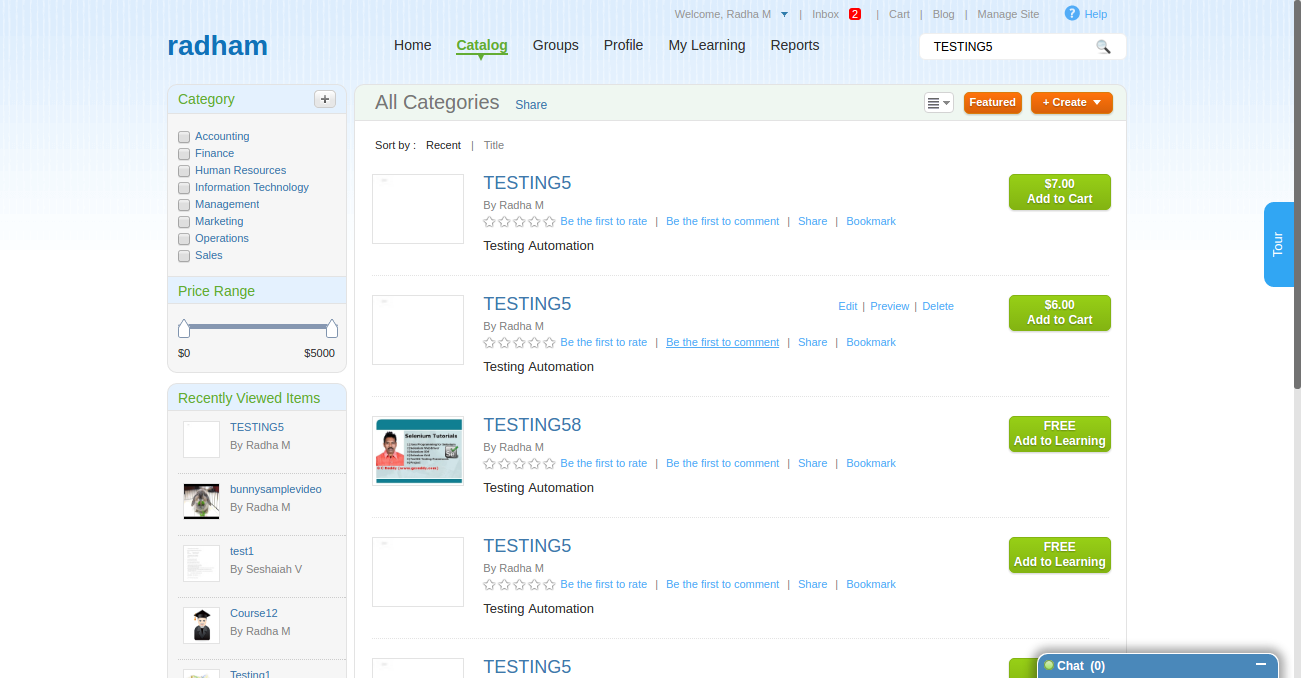 Welcome, Radha M | Inbox 2 | Cart | Blog | Manage Site ? Help
radham
Home Catalog Groups Profile My Learning Reports
TESTING5
Category +
Accounting
Finance
Human Resources
Information Technology
Management
Marketing
Operations
Sales
Price Range
$0 $5000
Recently Viewed Items
TESTING5
By Radha M
bunnysamplevideo
By Radha M
test1
By Seshaiah V
Course12
By Radha M
Testing1
All Categories Share
Featured + Create
Sort by : Recent | Title
TESTING5
By Radha M
Be the first to rate | Be the first to comment | Share | Bookmark
Testing Automation
$7.00
Add to Cart
TESTING5
Edit | Preview | Delete
By Radha M
Be the first to rate | Be the first to comment | Share | Bookmark
Testing Automation
$6.00
Add to Cart
Selenium Tutorials
TESTING58
By Radha M
Be the first to rate | Be the first to comment | Share | Bookmark
Testing Automation
FREE
Add to Learning
TESTING5
By Radha M
Be the first to rate | Be the first to comment | Share | Bookmark
Testing Automation
FREE
Add to Learning
TESTING5
Tour
Chat (0)